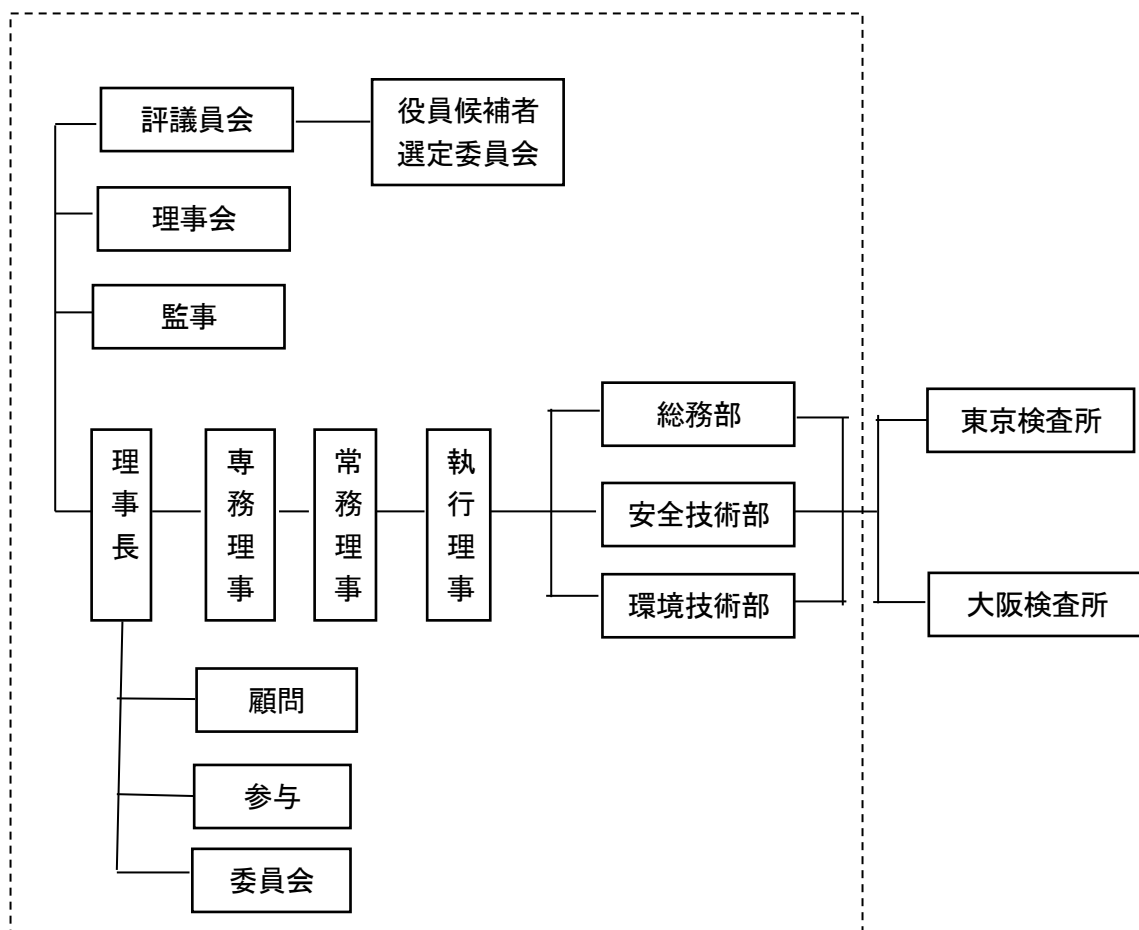 評議員会
役員候補者
選定委員会
理事会
監事
理事長
専務理事
常務理事
執行理事
総務部
安全技術部
環境技術部
東京検査所
大阪検査所
顧問
参与
委員会